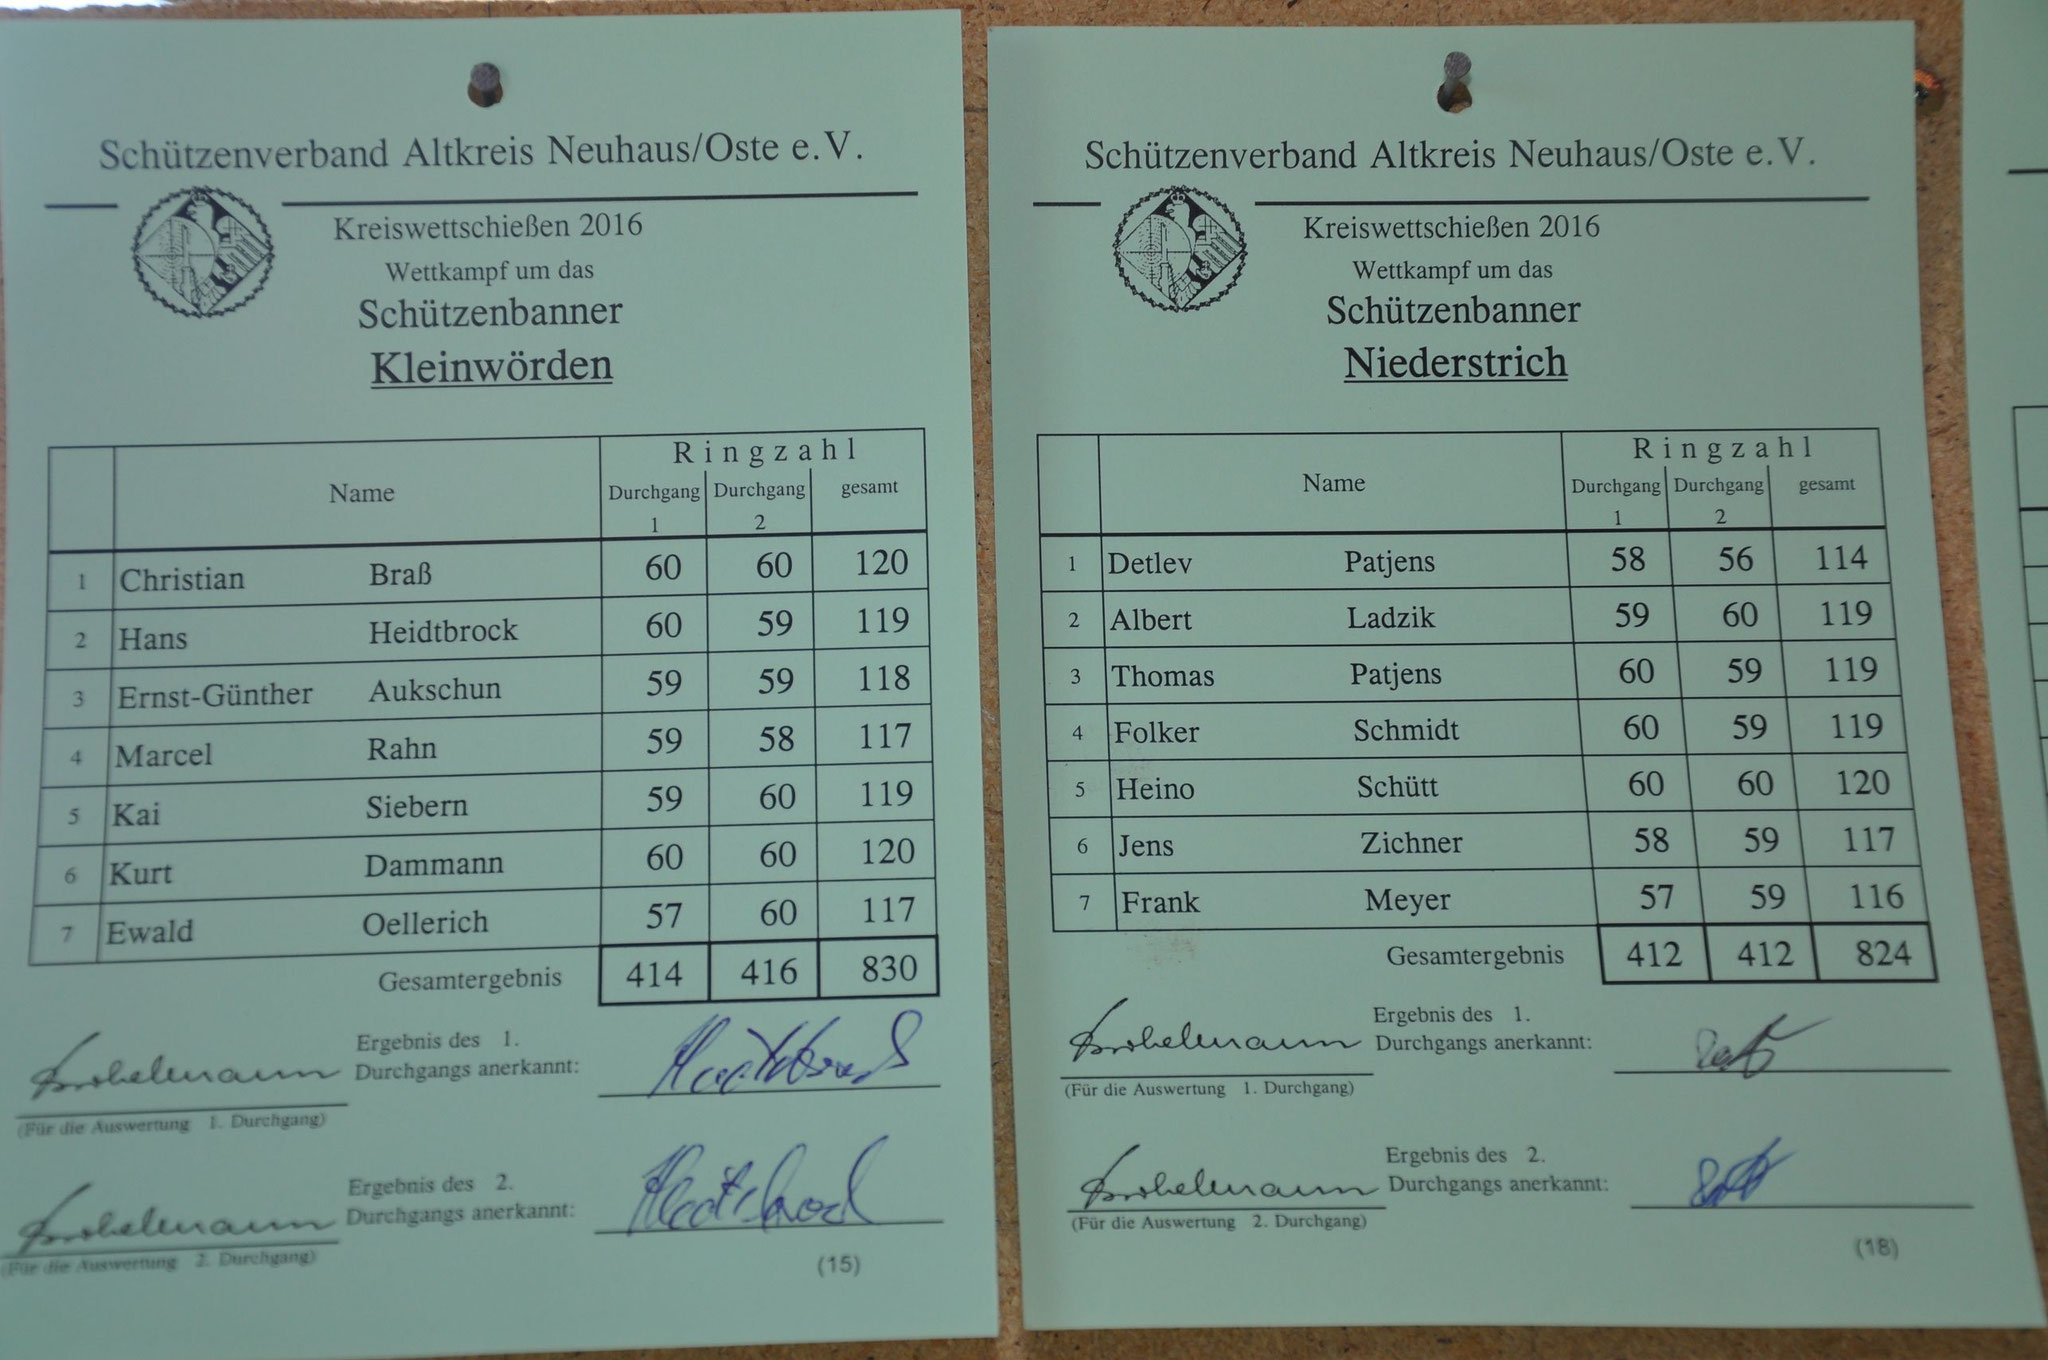 Schützenverband Altkreis Neuhaus/Oste e.V.
Kreiswettschießen 2016
Wettkampf um das
Schützenbanner
Kleinwörden
Name Ringzahl
Durchgang 1 Durchgang 2 gesamt
1 Christian Braß 60 60 120
2 Hans Heidtbrock 60 59 119
3 Ernst-Günther Aukschun 59 59 118
4 Marcel Rahn 59 58 117
5 Kai Siebern 59 60 119
6 Kurt Dammann 60 60 120
7 Ewald Oellerich 57 60 117
Gesamtergebnis 414 416 830
Ergebnis des 1.
Durchgangs anerkannt:
(Für die Auswertung 1. Durchgang)
Ergebnis des 2.
Durchgangs anerkannt:
(Für die Auswertung 2. Durchgang)
(15)
Schützenverband Altkreis Neuhaus/Oste e.V.
Kreiswettschießen 2016
Wettkampf um das
Schützenbanner
Niederstrich
Name Ringzahl
Durchgang 1 Durchgang 2 gesamt
1 Detlev Patjens 58 56 114
2 Albert Ladzik 59 60 119
3 Thomas Patjens 60 59 119
4 Folker Schmidt 60 59 119
5 Heino Schütt 60 60 120
6 Jens Zichner 58 59 117
7 Frank Meyer 57 59 116
Gesamtergebnis 412 412 824
Ergebnis des 1.
Durchgangs anerkannt:
(Für die Auswertung 1. Durchgang)
Ergebnis des 2.
Durchgangs anerkannt:
(Für die Auswertung 2. Durchgang)
(18)